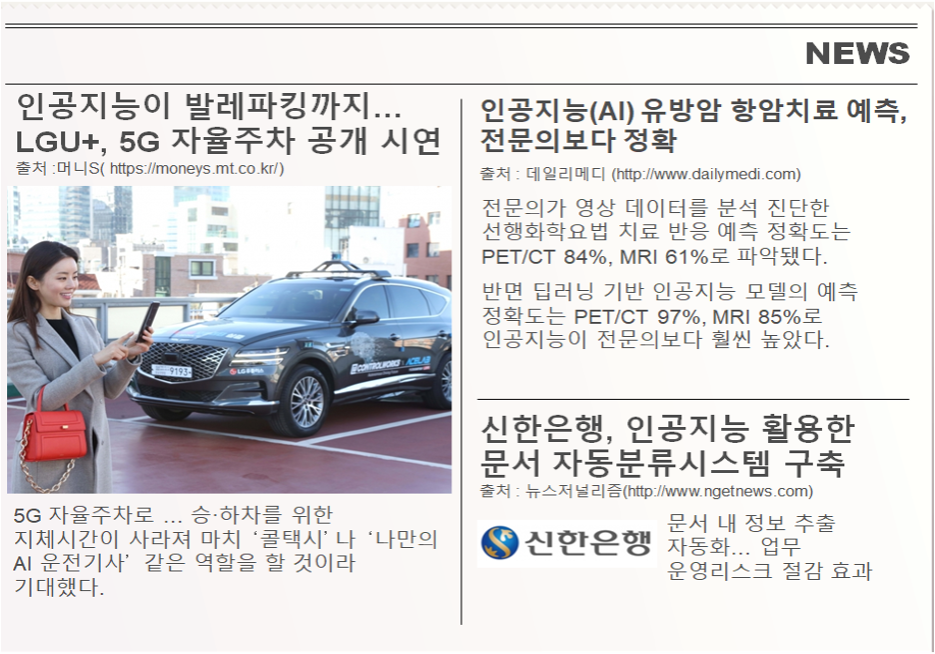 NEWS
인공지능이 발레파킹까지...
LGU+, 5G 자율주차 공개 시연
출처 :머니S( https://moneys.mt.co.kr/)
9193
LG유플러스
CONTROLWORKS ACELAB
5G 자율주차로 ... 승·하차를 위한
지체시간이 사라져 마치 ‘콜택시’ 나 ‘나만의
AI 운전기사’ 같은 역할을 할 것이라
기대했다.
인공지능(AI) 유방암 항암치료 예측,
전문의보다 정확
출처 : 데일리메디 (http://www.dailymedi.com)
전문의가 영상 데이터를 분석 진단한
선행화학요법 치료 반응 예측 정확도는
PET/CT 84%, MRI 61%로 파악됐다.
반면 딥러닝 기반 인공지능 모델의 예측
정확도는 PET/CT 97%, MRI 85%로
인공지능이 전문의보다 훨씬 높았다.
신한은행, 인공지능 활용한
문서 자동분류시스템 구축
출처 : 뉴스저널리즘(http://www.ngetnews.com)
신한은행
문서 내 정보 추출
자동화... 업무
운영리스크 절감 효과